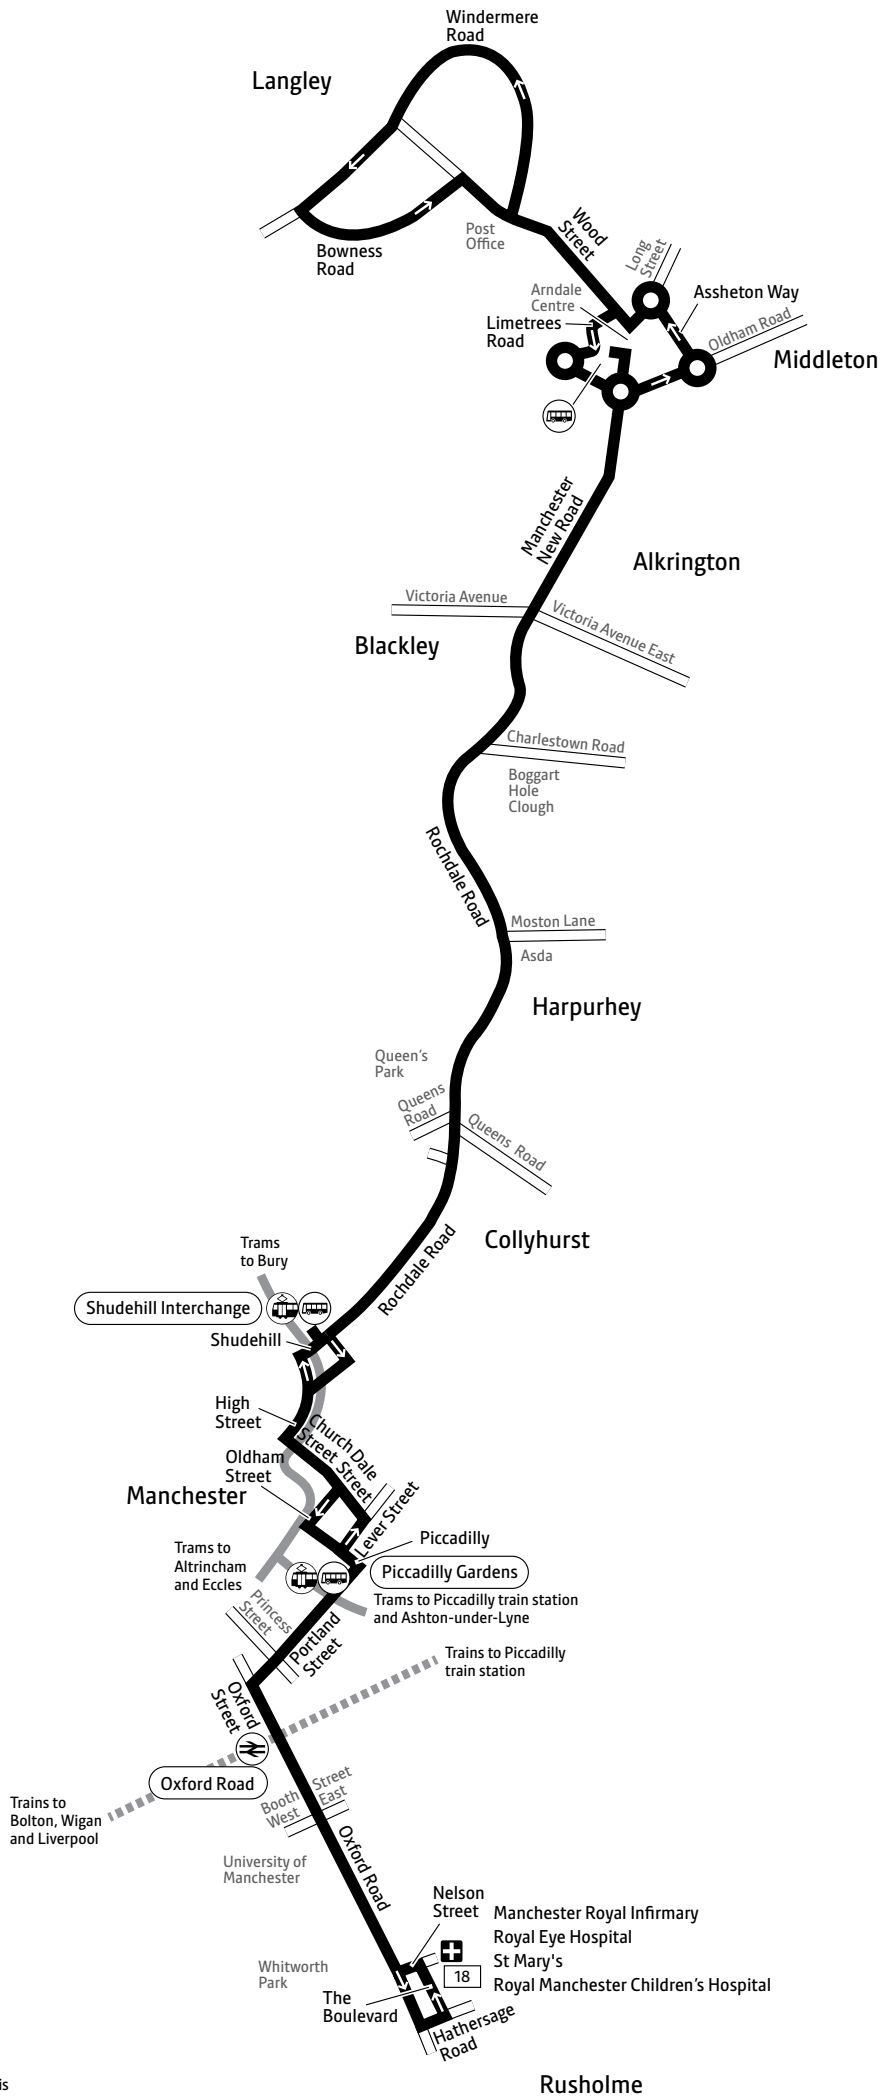 Windermere
Road
Langley
Wood
Street
Post
Office
Long
Street
Bowness
Road
Arndale
Centre
Assheton Way
Limetrees
Road
Oldham Road
Middleton
Manchester
New Road
Alkrington
Victoria Avenue
Victoria Avenue East
Blackley
Charlestown Road
Boggart
Hole
Clough
Rochdale Road
Moston Lane
Asda
Harpurhey
Queen's
Park
Queens
Road
Queens Road
Collyhurst
Rochdale Road
Trams
to Bury
Shudehill Interchange
Shudehill
High
Street
Church
Street
Dale
Street
Oldham
Street
Manchester
Lever Street
Piccadilly
Trams to
Altrincham
and Eccles
Piccadilly Gardens
Trams to Piccadilly train station
and Ashton-under-Lyne
Princess
Street
Portland
Street
Trains to Piccadilly
train station
Oxford
Street
Oxford Road
Trains to
Bolton, Wigan
and Liverpool
Booth Street
West East
University of
Manchester
Oxford Road
Nelson
Street
Manchester Royal Infirmary
Royal Eye Hospital
St Mary's
Royal Manchester Children's Hospital
18
Whitworth
Park
The
Boulevard
Hathersage
Road
Rusholme
is